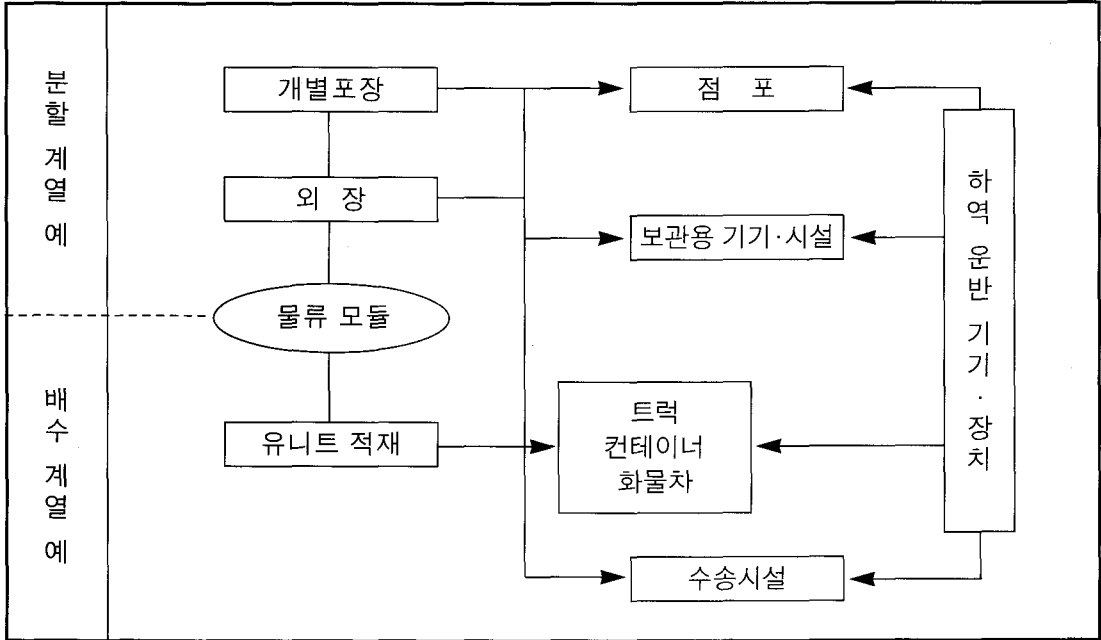 분할 계열 예
배수 계열 예
개별포장
외 장
물류 모듈
유니트 적재
점 포
보관용 기기·시설
트럭
컨테이너
화물차
수송시설
하역 운반 기기·장치